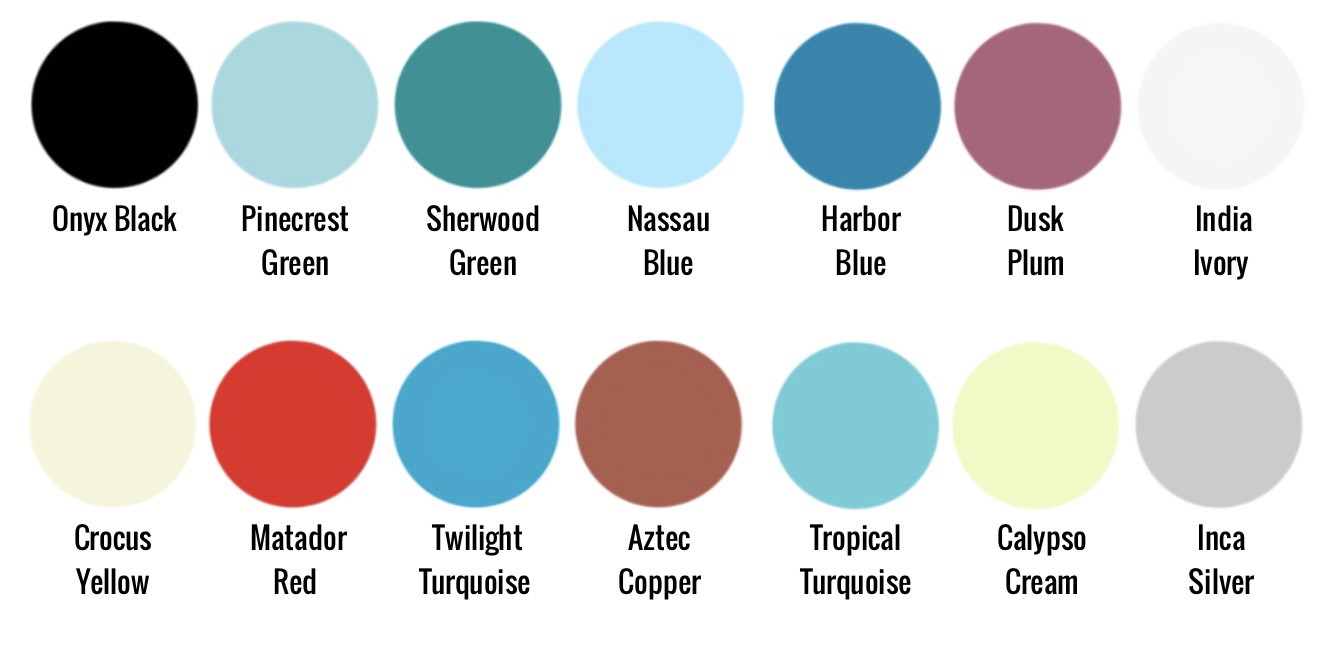 Onyx Black
Pinecrest
Green
Sherwood
Green
Nassau
Blue
Harbor
Blue
Dusk
Plum
India
Ivory
Crocus
Yellow
Matador
Red
Twilight
Turquoise
Aztec
Copper
Tropical
Turquoise
Calypso
Cream
Inca
Silver